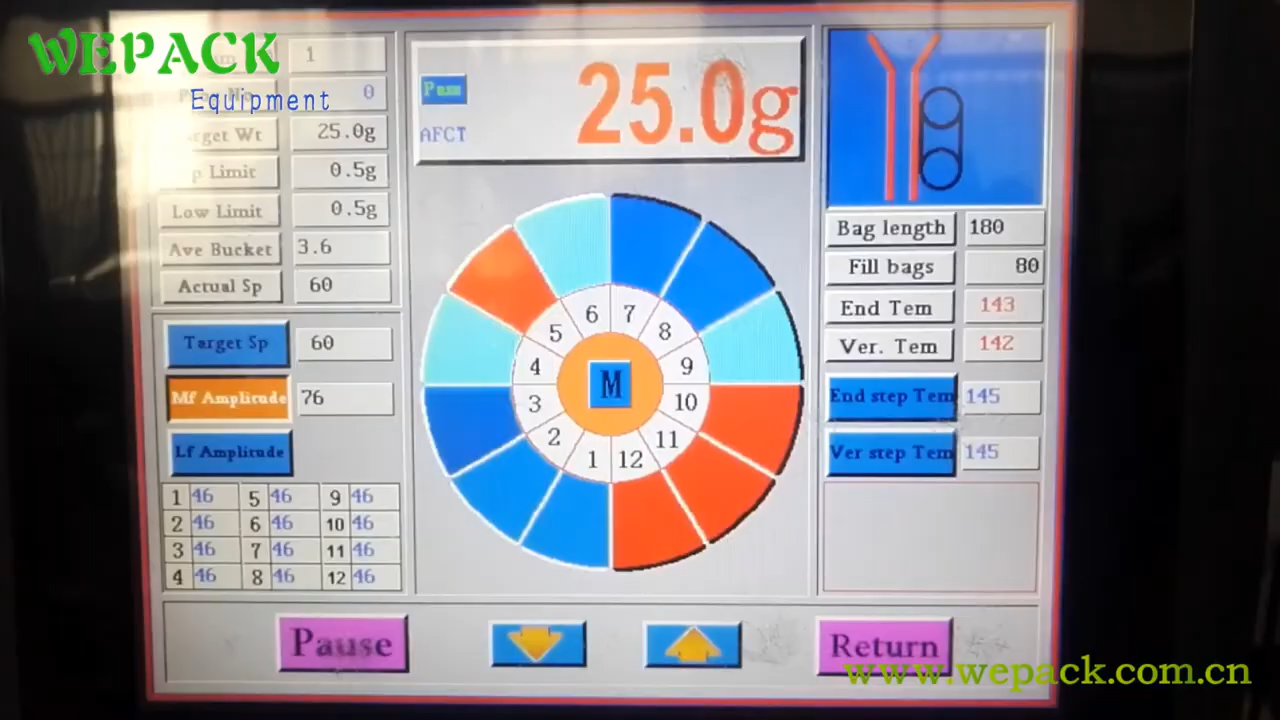 WEPACK
Equipment
1
0
Target Wt 25.0g
Limit 0.5g
Low Limit 0.5g
Ave Bucket 3.6
Actual Sp 60
Target Sp 60
Mf Amplitude 76
Lf Amplitude
1 46 5 46 9 46
2 46 6 46 10 46
3 46 7 46 11 46
4 46 8 46 12 46
25.0g
AFCT
6 7
5 8
4 9
M
3 10
2 11
1 12
Bag length 180
Fill bags 80
End Tem 143
Ver. Tem 142
End step Tem 145
Ver step Tem 145
Pause
Return
www.wepack.com.cn